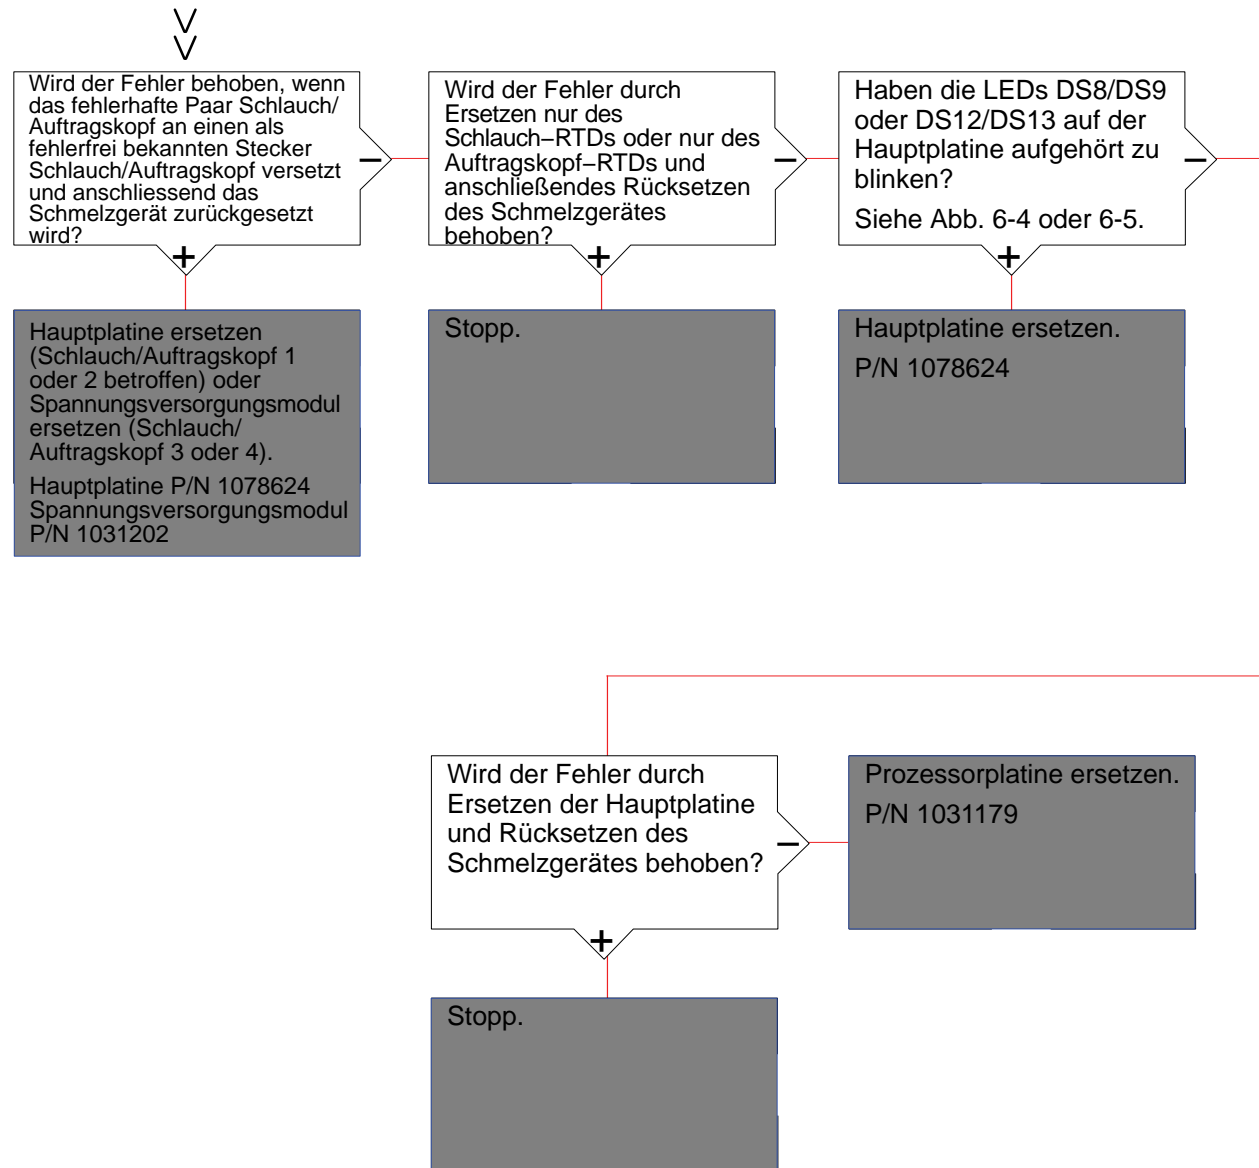 Wird der Fehler behoben, wenn
das fehlerhafte Paar Schlauch/
Auftragskopf an einen als
fehlerfrei bekannten Stecker
Schlauch/Auftragskopf versetzt
und anschliessend das
Schmelzgerät zurückgesetzt
wird?
–
+
Wird der Fehler durch
Ersetzen nur des
Schlauch–RTDs oder nur des
Auftragskopf–RTDs und
anschließendes Rücksetzen
des Schmelzgerätes
behoben?
–
+
Haben die LEDs DS8/DS9
oder DS12/DS13 auf der
Hauptplatine aufgehört zu
blinken?
Siehe Abb. 6-4 oder 6-5.
–
+
Hauptplatine ersetzen
(Schlauch/Auftragskopf 1
oder 2 betroffen) oder
Spannungsversorgungsmodul
ersetzen (Schlauch/
Auftragskopf 3 oder 4).
Hauptplatine P/N 1078624
Spannungsversorgungsmodul
P/N 1031202
Stopp.
Hauptplatine ersetzen.
P/N 1078624
Wird der Fehler durch
Ersetzen der Hauptplatine
und Rücksetzen des
Schmelzgerätes behoben?
–
+
Prozessorplatine ersetzen.
P/N 1031179
Stopp.